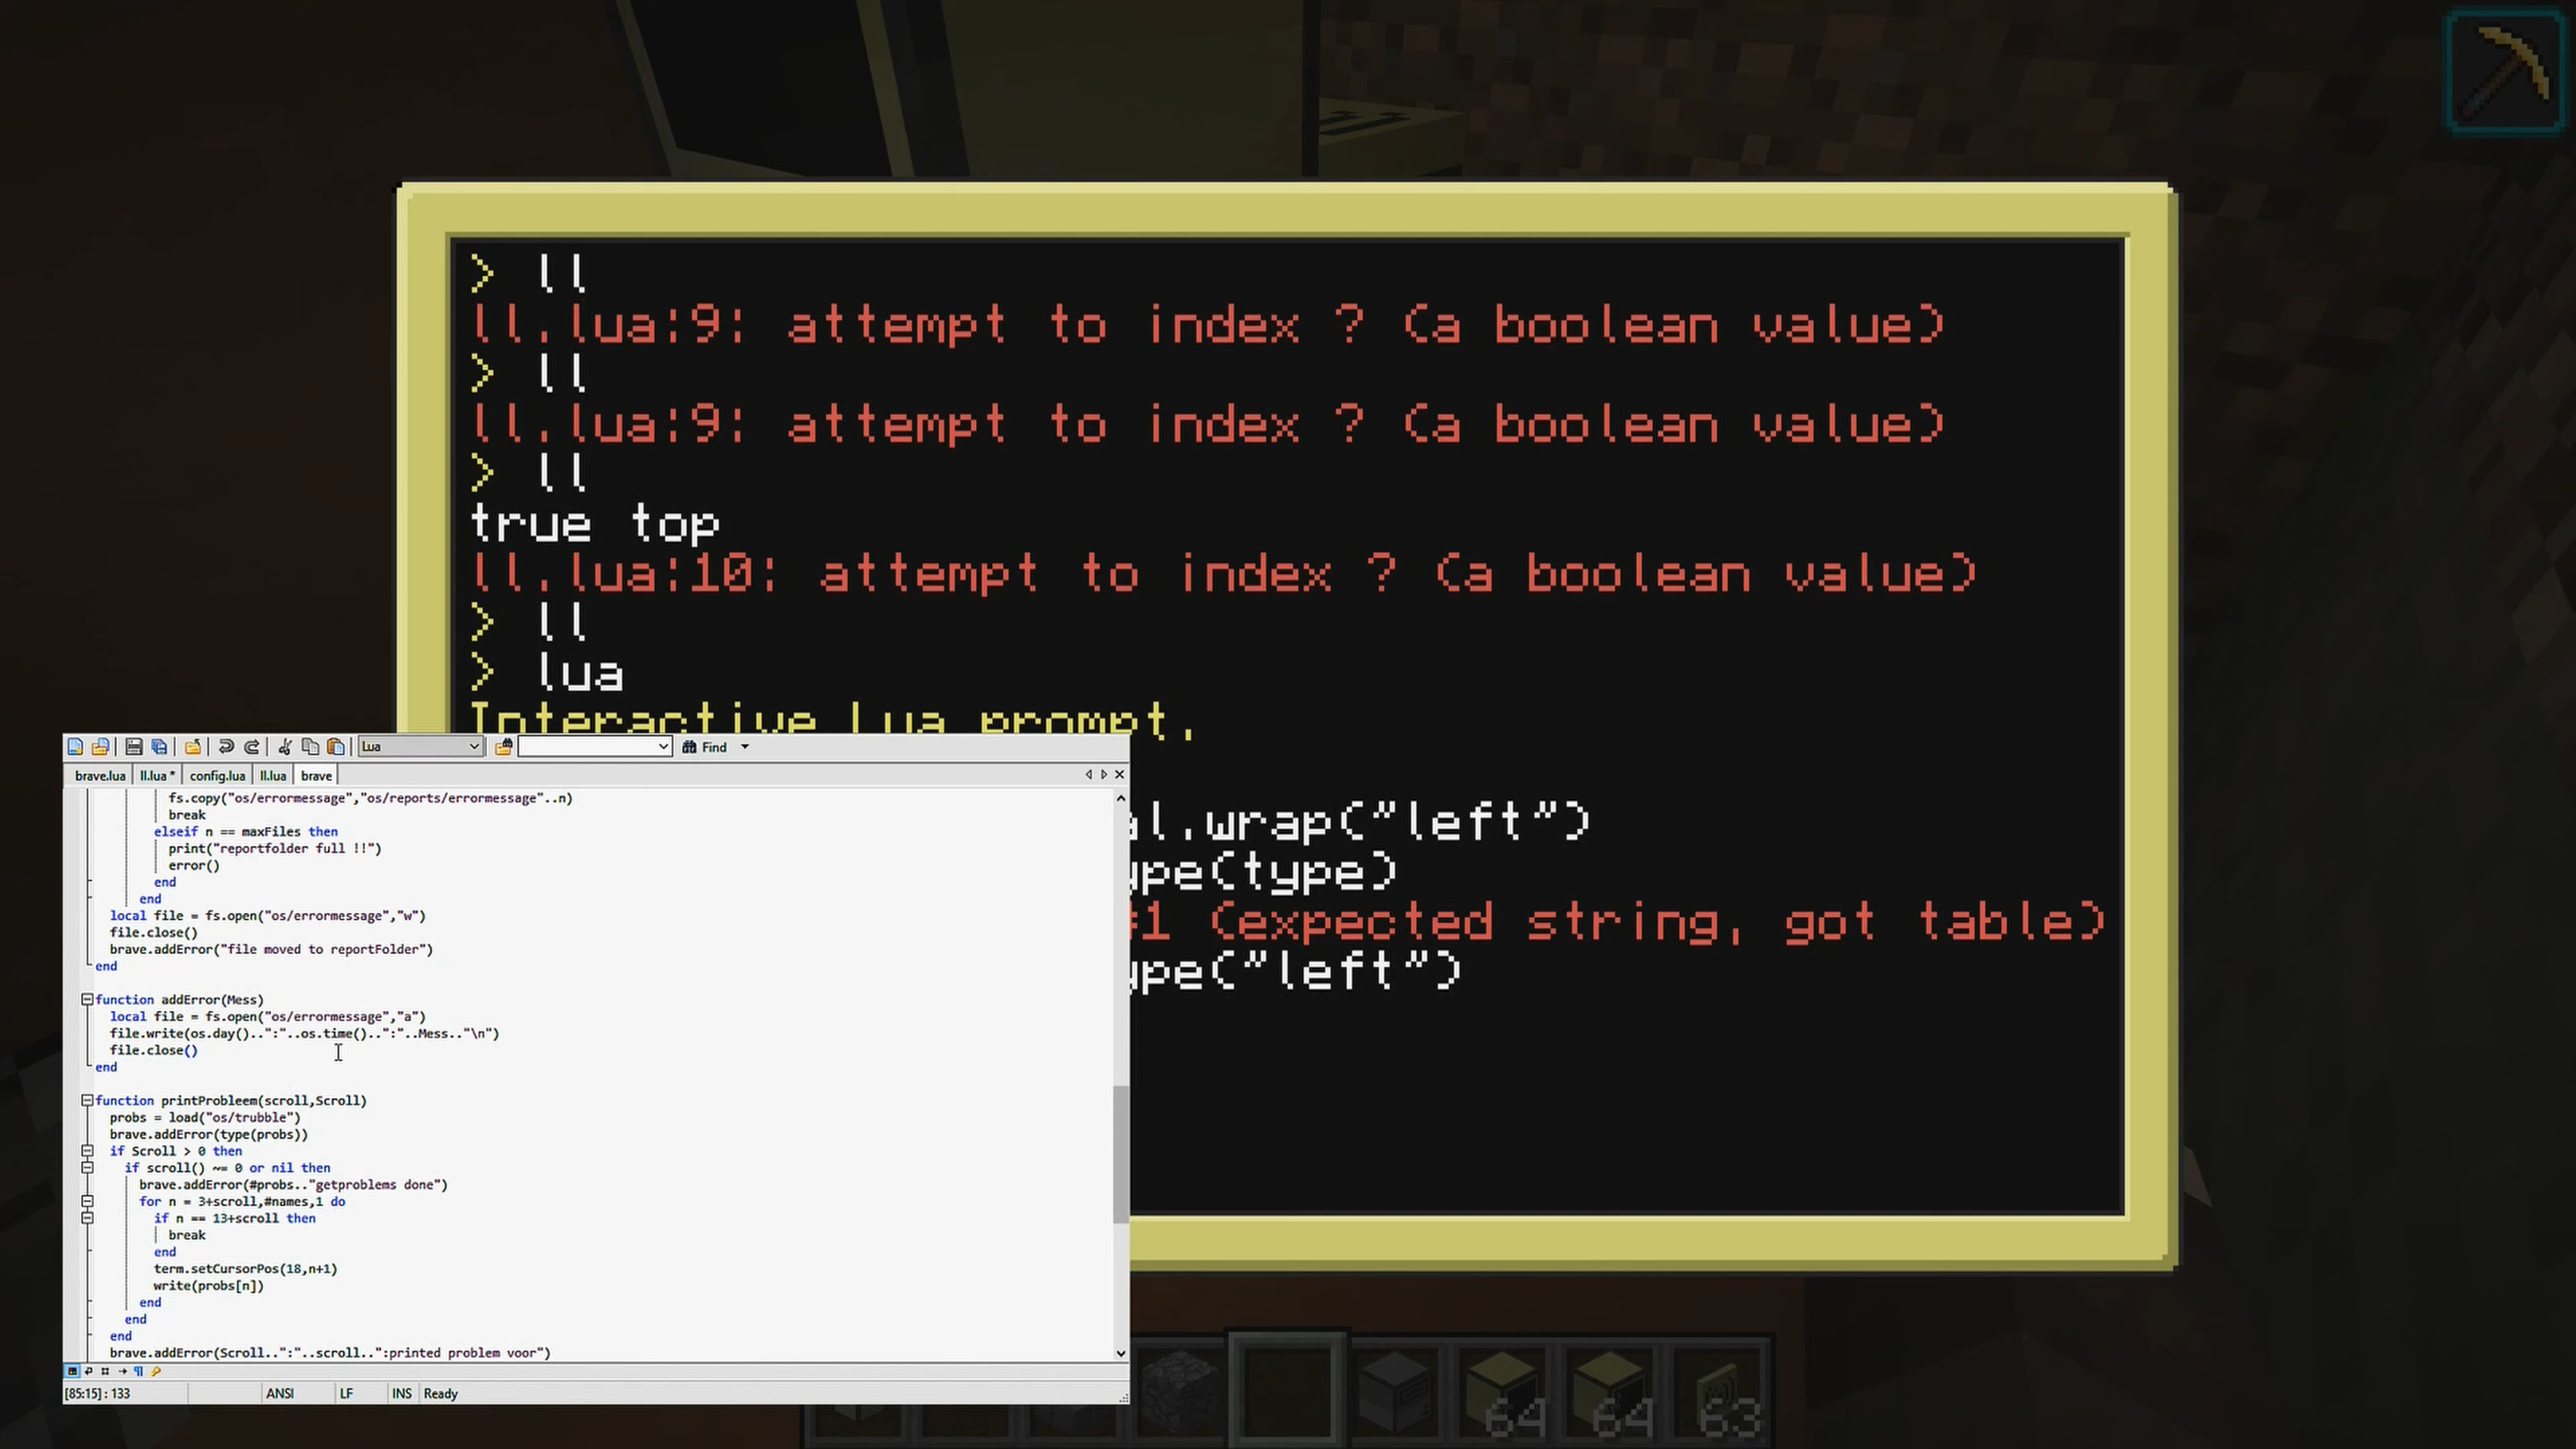 > ll
ll.lua:9: attempt to index ? (a boolean value)
> ll
ll.lua:9: attempt to index ? (a boolean value)
> ll
true top
ll.lua:10: attempt to index ? (a boolean value)
> ll
> lua
Interactive Lua prompt.
al.wrap("left")
ype(type)
#1 (expected string, got table)
ype("left")
Lua
Find
brave.lua ll.lua * config.lua ll.lua brave
fs.copy("os/errormessage","os/reports/errormessage"..n)
break
elseif n == maxFiles then
print("reportfolder full !!")
error()
end
end
local file = fs.open("os/errormessage","w")
file.close()
brave.addError("file moved to reportFolder")
end
function addError(Mess)
local file = fs.open("os/errormessage","a")
file.write(os.day()..":"..os.time()..":"..Mess.."\n")
file.close()
end
function printProbleem(scroll,Scroll)
probs = load("os/trubble")
brave.addError(type(probs))
if Scroll > 0 then
if scroll() ~= 0 or nil then
brave.addError(#probs.."getproblems done")
for n = 3+scroll,#names,1 do
if n == 13+scroll then
break
end
term.setCursorPos(18,n+1)
write(probs[n])
end
end
end
brave.addError(Scroll..":"..scroll..":printed problem voor")
[85:15] : 133 ANSI LF INS Ready
64 64 63